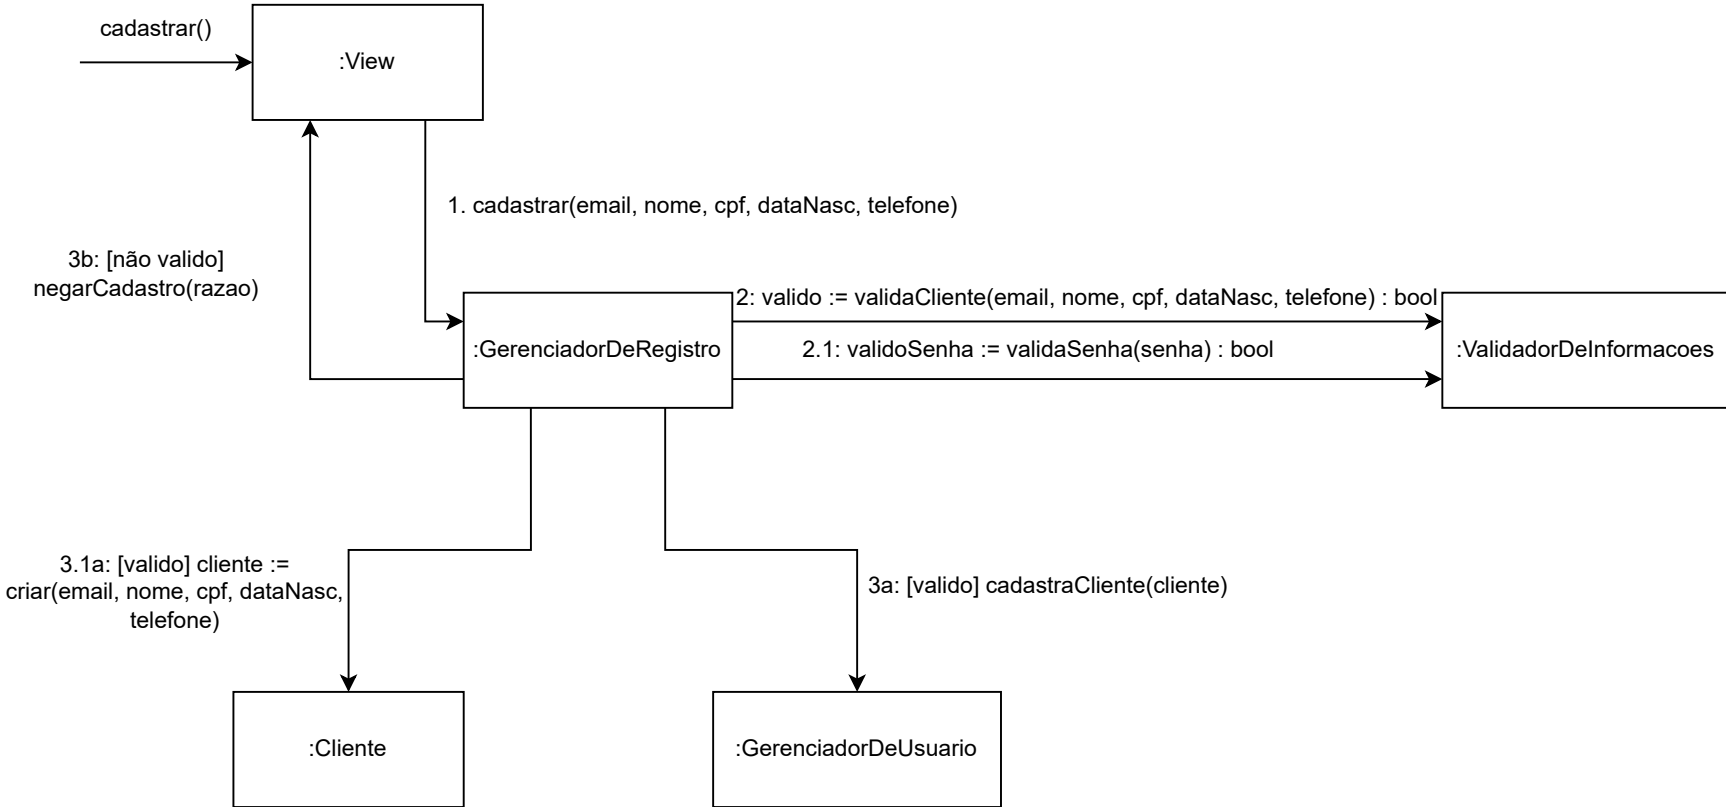 cadastrar()
:View
1. cadastrar(email, nome, cpf, dataNasc, telefone)
3b: [não valido]
negarCadastro(razao)
2: valido := validaCliente(email, nome, cpf, dataNasc, telefone) : bool
:GerenciadorDeRegistro
2.1: validoSenha := validaSenha(senha) : bool
:ValidadorDeInformacoes
3.1a: [valido] cliente :=
criar(email, nome, cpf, dataNasc,
telefone)
3a: [valido] cadastraCliente(cliente)
:Cliente
:GerenciadorDeUsuario